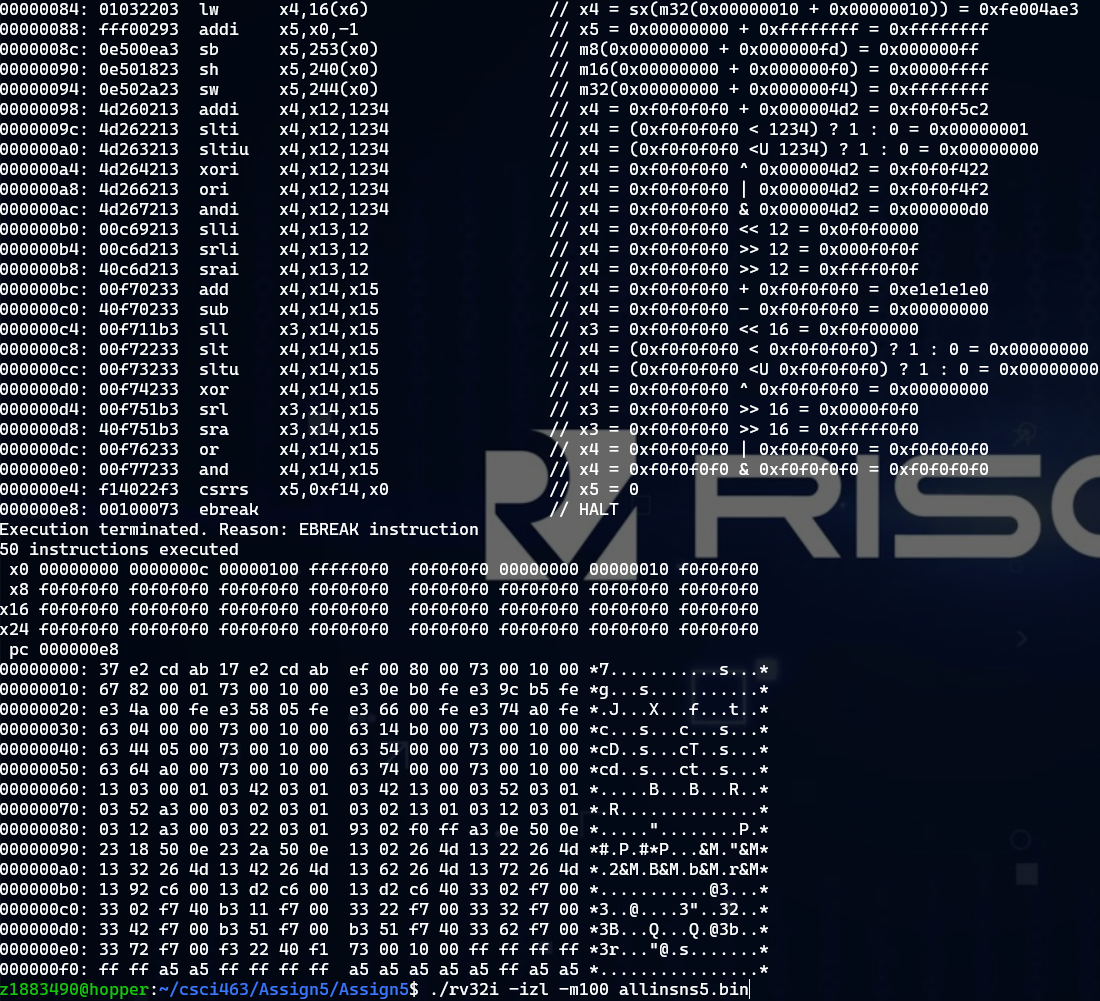 00000084: 01032203  lw      x4,16(x6)                  // x4 = sx(m32(0x00000010 + 0x00000010)) = 0xfe004ae3
00000088: fff00293  addi    x5,x0,-1                   // x5 = 0x00000000 + 0xffffffff = 0xffffffff
0000008c: 0e500ea3  sb      x5,253(x0)                 // m8(0x00000000 + 0x000000fd) = 0x000000ff
00000090: 0e501823  sh      x5,240(x0)                 // m16(0x00000000 + 0x000000f0) = 0x0000ffff
00000094: 0e502a23  sw      x5,244(x0)                 // m32(0x00000000 + 0x000000f4) = 0xffffffff
00000098: 4d260213  addi    x4,x12,1234                // x4 = 0xf0f0f0f0 + 0x000004d2 = 0xf0f0f5c2
0000009c: 4d262213  slti    x4,x12,1234                // x4 = (0xf0f0f0f0 < 1234) ? 1 : 0 = 0x00000001
000000a0: 4d263213  sltiu   x4,x12,1234                // x4 = (0xf0f0f0f0 <U 1234) ? 1 : 0 = 0x00000000
000000a4: 4d264213  xori    x4,x12,1234                // x4 = 0xf0f0f0f0 ^ 0x000004d2 = 0xf0f0f422
000000a8: 4d266213  ori     x4,x12,1234                // x4 = 0xf0f0f0f0 | 0x000004d2 = 0xf0f0f4f2
000000ac: 4d267213  andi    x4,x12,1234                // x4 = 0xf0f0f0f0 & 0x000004d2 = 0x000000d0
000000b0: 00c69213  slli    x4,x13,12                  // x4 = 0xf0f0f0f0 << 12 = 0x0f0f0000
000000b4: 00c6d213  srli    x4,x13,12                  // x4 = 0xf0f0f0f0 >> 12 = 0x000f0f0f
000000b8: 40c6d213  srai    x4,x13,12                  // x4 = 0xf0f0f0f0 >> 12 = 0xffff0f0f
000000bc: 00f70233  add     x4,x14,x15                 // x4 = 0xf0f0f0f0 + 0xf0f0f0f0 = 0xe1e1e1e0
000000c0: 40f70233  sub     x4,x14,x15                 // x4 = 0xf0f0f0f0 - 0xf0f0f0f0 = 0x00000000
000000c4: 00f711b3  sll     x3,x14,x15                 // x3 = 0xf0f0f0f0 << 16 = 0xf0f00000
000000c8: 00f72233  slt     x4,x14,x15                 // x4 = (0xf0f0f0f0 < 0xf0f0f0f0) ? 1 : 0 = 0x00000000
000000cc: 00f73233  sltu    x4,x14,x15                 // x4 = (0xf0f0f0f0 <U 0xf0f0f0f0) ? 1 : 0 = 0x00000000
000000d0: 00f74233  xor     x4,x14,x15                 // x4 = 0xf0f0f0f0 ^ 0xf0f0f0f0 = 0x00000000
000000d4: 00f751b3  srl     x3,x14,x15                 // x3 = 0xf0f0f0f0 >> 16 = 0x0000f0f0
000000d8: 40f751b3  sra     x3,x14,x15                 // x3 = 0xf0f0f0f0 >> 16 = 0xfffff0f0
000000dc: 00f76233  or      x4,x14,x15                 // x4 = 0xf0f0f0f0 | 0xf0f0f0f0 = 0xf0f0f0f0
000000e0: 00f77233  and     x4,x14,x15                 // x4 = 0xf0f0f0f0 & 0xf0f0f0f0 = 0xf0f0f0f0
000000e4: f14022f3  csrrs   x5,0xf14,x0                // x5 = 0
000000e8: 00100073  ebreak                             // HALT
RISC
Execution terminated. Reason: EBREAK instruction
50 instructions executed
 x0 00000000 0000000c 00000100 fffff0f0  f0f0f0f0 00000000 00000010 f0f0f0f0
 x8 f0f0f0f0 f0f0f0f0 f0f0f0f0 f0f0f0f0  f0f0f0f0 f0f0f0f0 f0f0f0f0 f0f0f0f0
x16 f0f0f0f0 f0f0f0f0 f0f0f0f0 f0f0f0f0  f0f0f0f0 f0f0f0f0 f0f0f0f0 f0f0f0f0
x24 f0f0f0f0 f0f0f0f0 f0f0f0f0 f0f0f0f0  f0f0f0f0 f0f0f0f0 f0f0f0f0 f0f0f0f0
 pc 000000e8
00000000: 37 e2 cd ab 17 e2 cd ab  ef 00 80 00 73 00 10 00 *7...........s...*
00000010: 67 82 00 01 73 00 10 00  e3 0e b0 fe e3 9c b5 fe *g...s...........*
00000020: e3 4a 00 fe e3 58 05 fe  e3 66 00 fe e3 74 a0 fe *.J...X...f...t..*
00000030: 63 04 00 00 73 00 10 00  63 14 b0 00 73 00 10 00 *c...s...c...s...*
00000040: 63 44 05 00 73 00 10 00  63 54 00 00 73 00 10 00 *cD..s...cT..s...*
00000050: 63 64 a0 00 73 00 10 00  63 74 00 00 73 00 10 00 *cd..s...ct..s...*
00000060: 13 03 00 01 03 42 03 01  03 42 13 00 03 52 03 01 *.....B...B...R..*
00000070: 03 52 a3 00 03 02 03 01  03 02 13 01 03 12 03 01 *.R..............*
00000080: 03 12 a3 00 03 22 03 01  93 02 f0 ff a3 0e 50 0e *....."........P.*
00000090: 23 18 50 0e 23 2a 50 0e  13 02 26 4d 13 22 26 4d *#.P.#*P...&M."&M*
000000a0: 13 32 26 4d 13 42 26 4d  13 62 26 4d 13 72 26 4d *.2&M.B&M.b&M.r&M*
000000b0: 13 92 c6 00 13 d2 c6 00  13 d2 c6 40 33 02 f7 00 *...........@3...*
000000c0: 33 02 f7 40 b3 11 f7 00  33 22 f7 00 33 32 f7 00 *3..@....3"..32..*
000000d0: 33 42 f7 00 b3 51 f7 00  b3 51 f7 40 33 62 f7 00 *3B...Q...Q.@3b..*
000000e0: 33 72 f7 00 f3 22 40 f1  73 00 10 00 ff ff ff ff *3r..."@.s.......*
000000f0: ff ff a5 a5 ff ff ff ff  a5 a5 a5 a5 a5 ff a5 a5 *................*
z1883490@hopper:~/csci463/Assign5/Assign5$ ./rv32i -izl -m100 allinsns5.bin